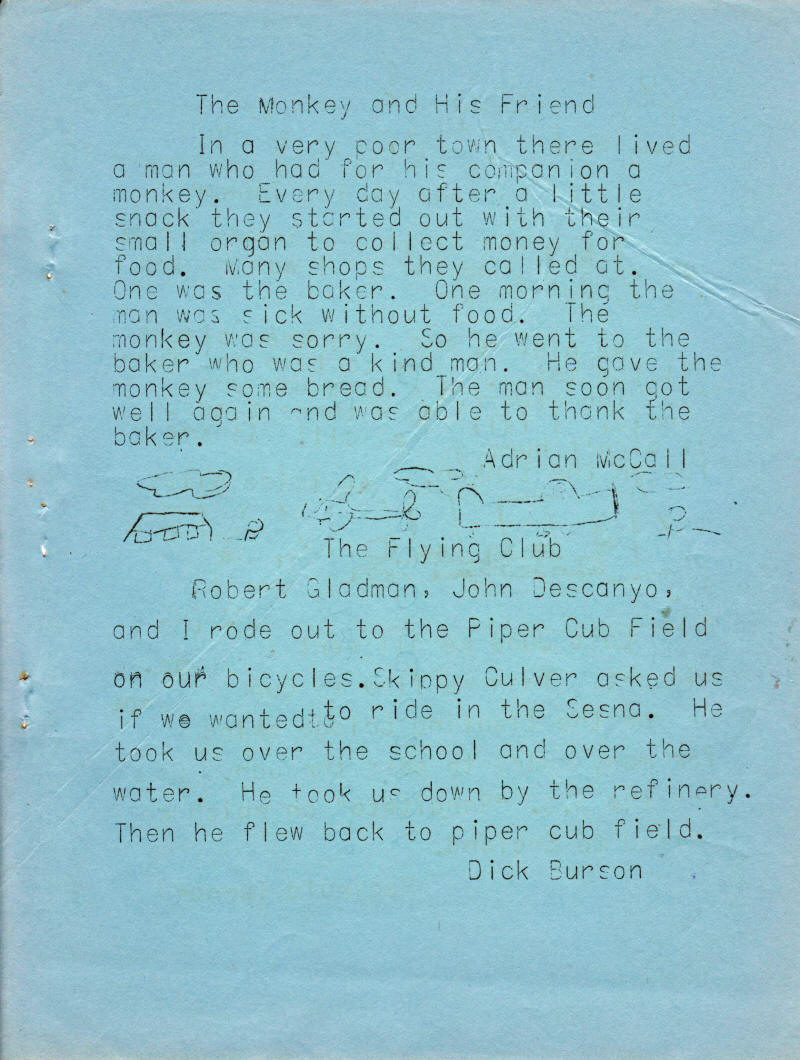 The Monkey and His Friend
In a very poor town there lived
a man who had for his companion a
monkey. Every day after a little
snack they started out with their
small organ to collect money for
food. Many shops they called at.
One was the baker. One morning the
man was sick without food. The
monkey was sorry. So he went to the
baker who was a kind man. He gave the
monkey some bread. The man soon got
well again and was able to thank the
baker.
Adrian McCall
The Flying Club
Robert Gladman, John Descanyo,
and I rode out to the Piper Cub Field
on our bicycles. Skippy Culver asked us
if we wanted to ride in the Sesna. He
took us over the school and over the
water. He took us down by the refinery.
Then he flew back to piper cub field.
Dick Burson